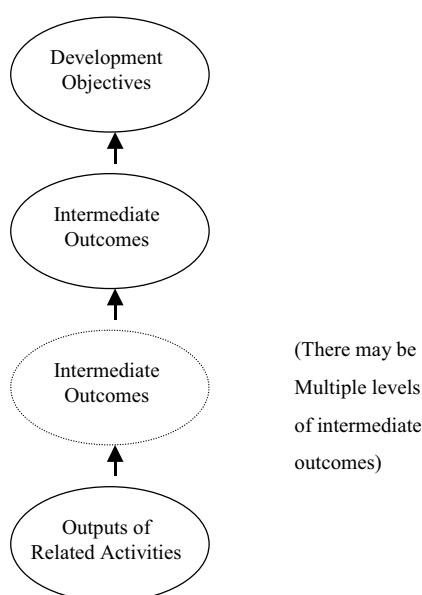 Development
Objectives
Intermediate
Outcomes
Intermediate
Outcomes
(There may be
Multiple levels
of intermediate
outcomes)
Outputs of
Related Activities